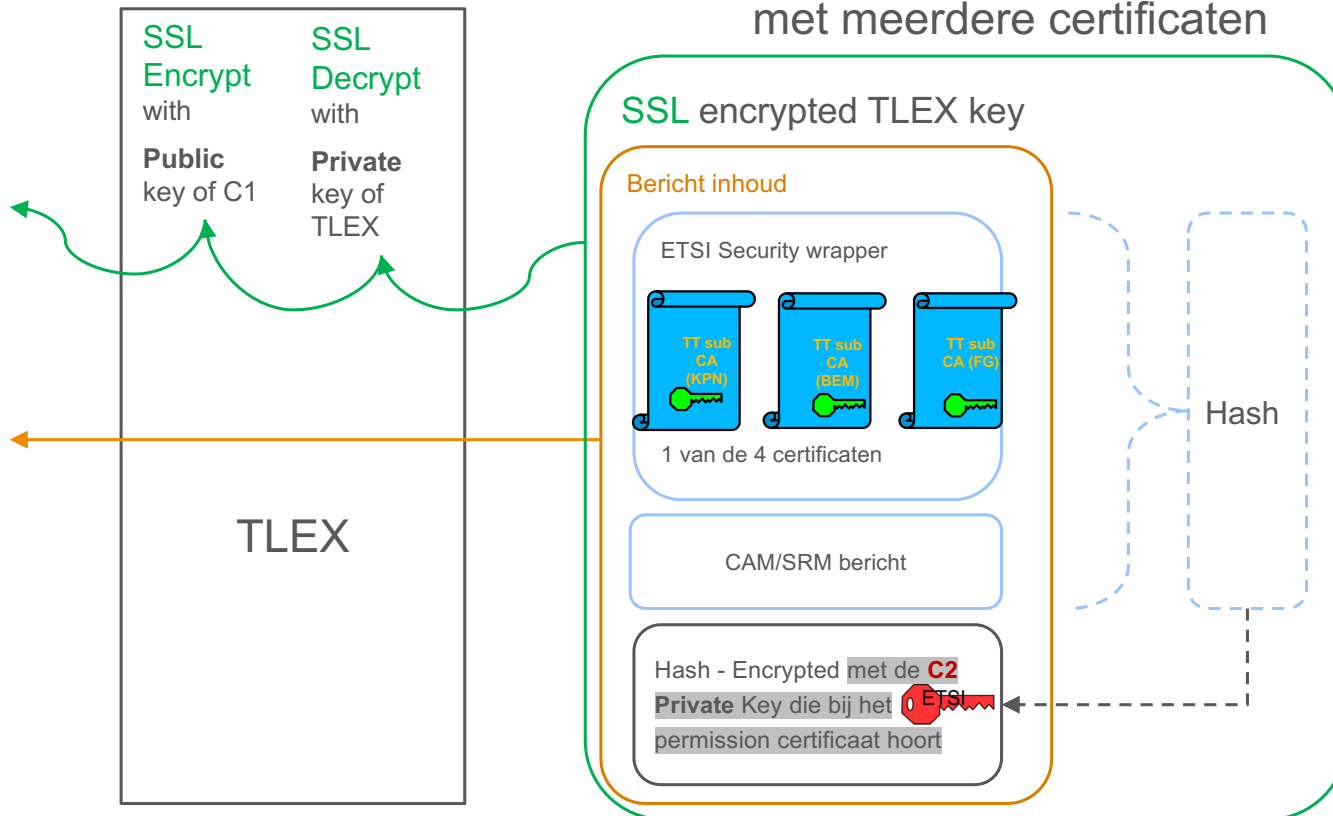 met meerdere certificaten
SSL
Encrypt
with
Public
key of C1
SSL
Decrypt
with
Private
key of
TLEX
TLEX
SSL encrypted TLEX key
Bericht inhoud
ETSI Security wrapper
TT sub
CA
(KPN)
TT sub
CA
(BEM)
TT sub
CA (FG)
1 van de 4 certificaten
CAM/SRM bericht
Hash - Encrypted met de C2
Private Key die bij het
ETSI
permission certificaat hoort
Hash